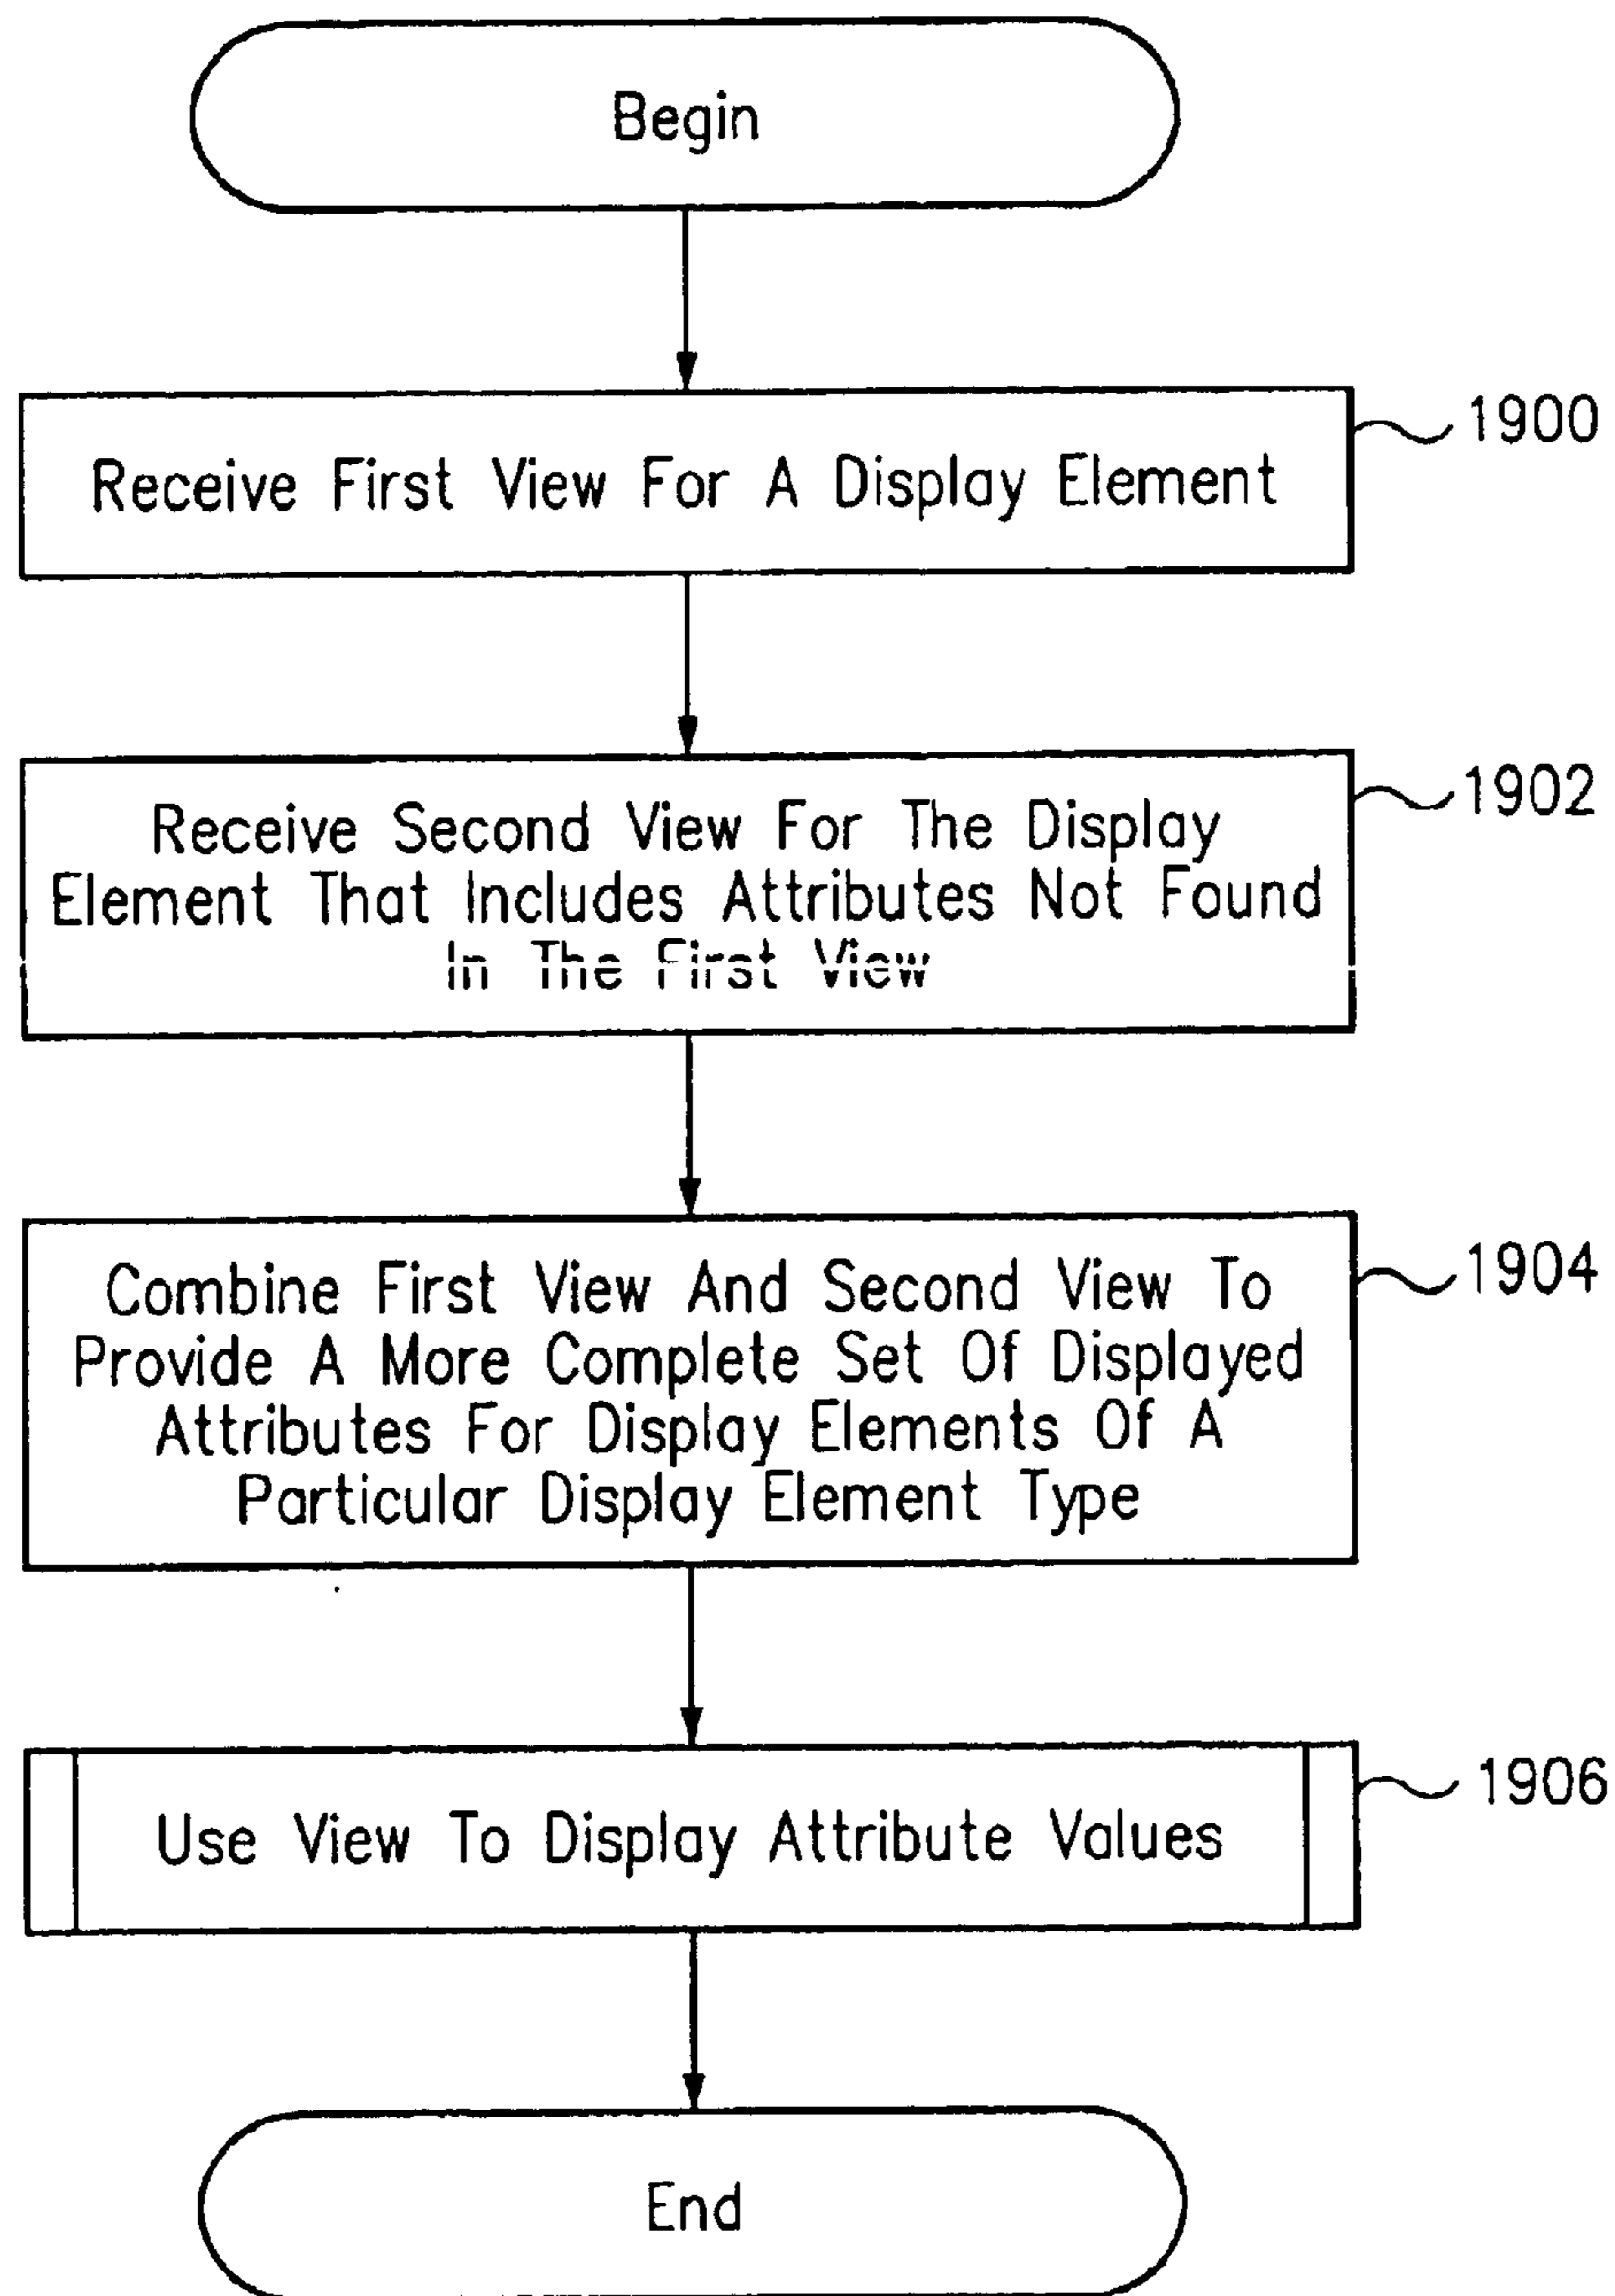 Begin
Receive First View For A Display Element
1900
Receive Second View For The Display
Element That Includes Attributes Not Found
In The First View
1902
Combine First View And Second View To
Provide A More Complete Set Of Displayed
Attributes For Display Elements Of A
Particular Display Element Type
1904
Use View To Display Attribute Values
1906
End